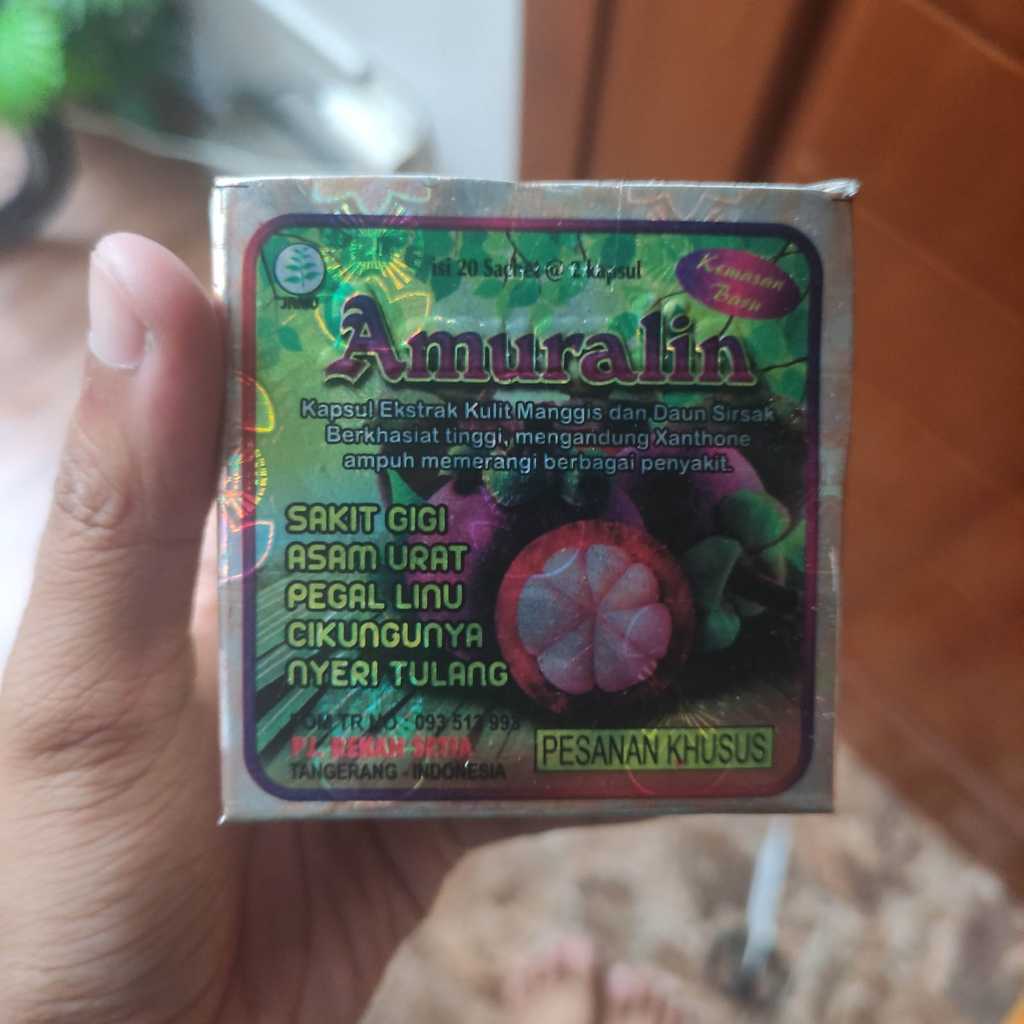 isi 20 Sachet @ 2 kapsul
Kemasan
Baru
JAMU
Amuralin
Kapsul Ekstrak Kulit Manggis dan Daun Sirsak
Berkhasiat tinggi, mengandung Xanthone
ampuh memerangi berbagai penyakit.
SAKIT GIGI
ASAM URAT
PEGAL LINU
CIKUNGUNYA
NYERI TULANG
POM TR NO : 093 513 993
SETIA
TANGERANG - INDONESIA
PESANAN KHUSUS